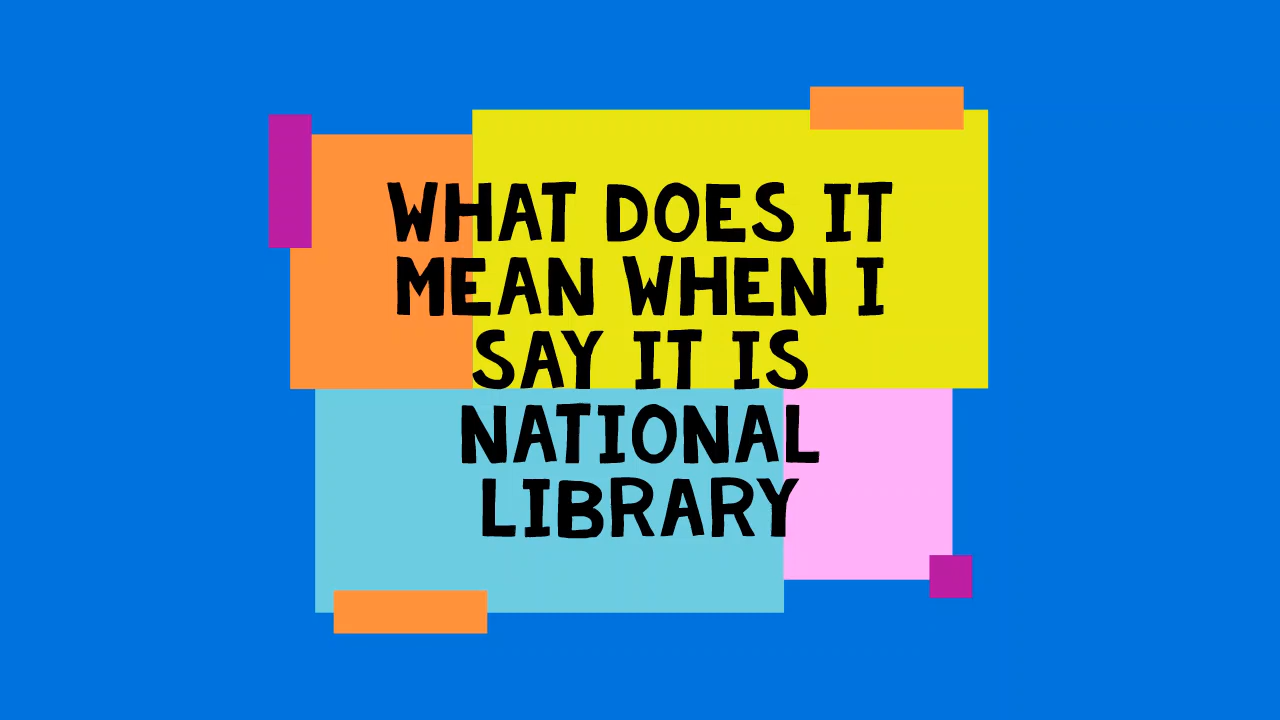 WHAT DOES IT
MEAN WHEN I
SAY IT IS
NATIONAL
LIBRARY